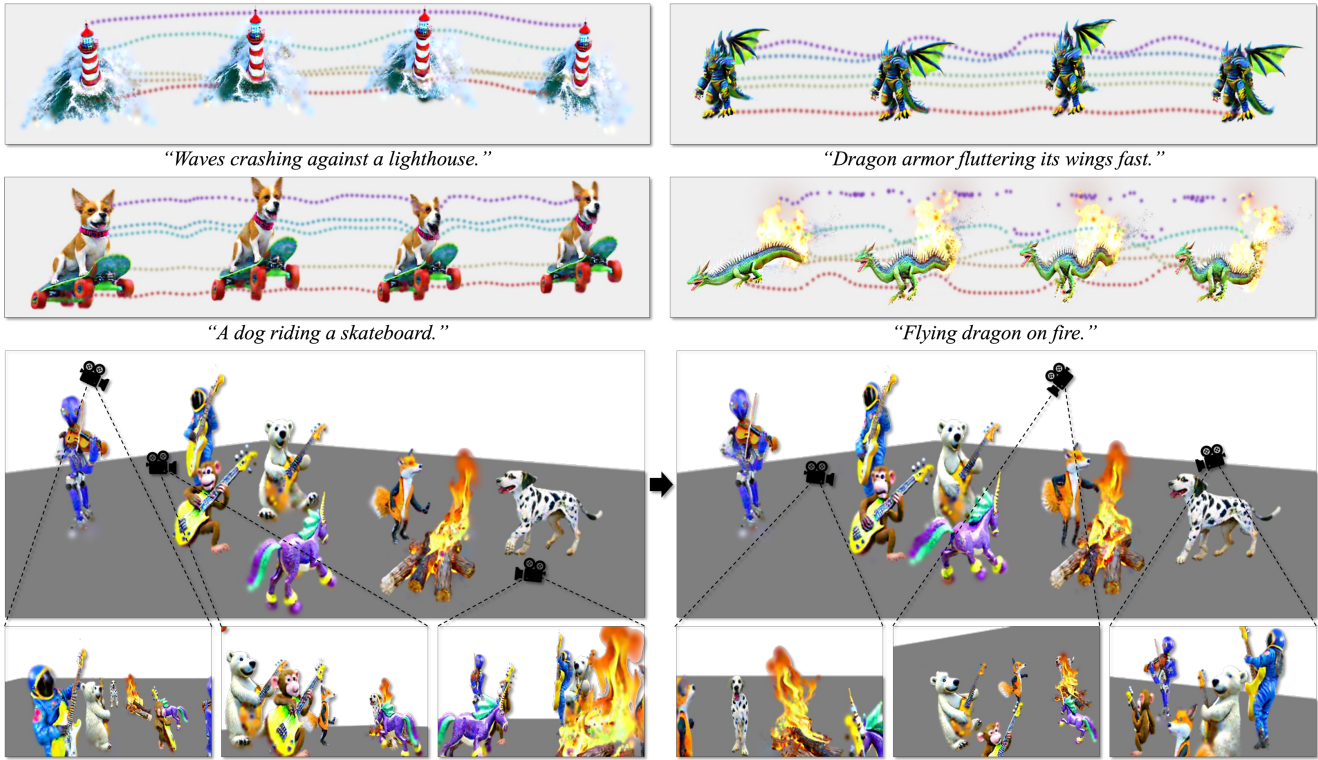 “Waves crashing against a lighthouse.”
“Dragon armor fluttering its wings fast.”
“A dog riding a skateboard.”
“Flying dragon on fire.”